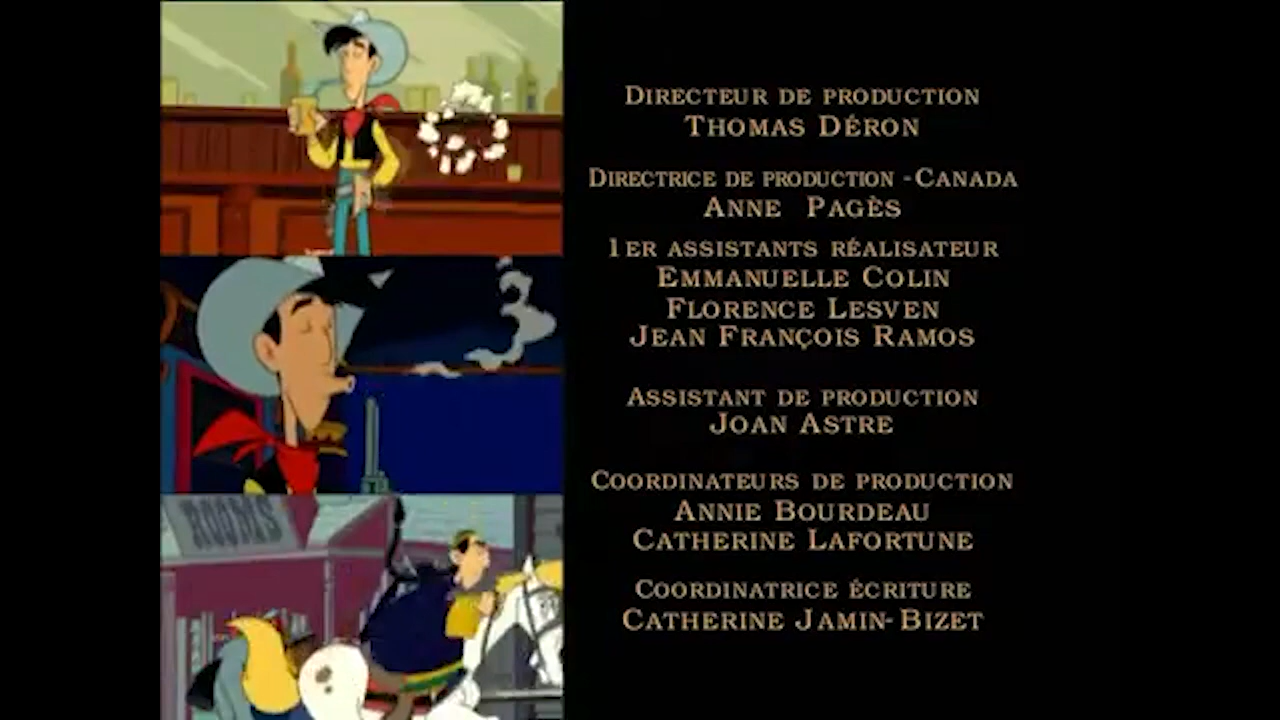 ROOMS
DIRECTEUR DE PRODUCTION
THOMAS DÉRON
DIRECTRICE DE PRODUCTION - CANADA
ANNE PAGÈS
1ER ASSISTANTS RÉALISATEUR
EMMANUELLE COLIN
FLORENCE LESVEN
JEAN FRANÇOIS RAMOS
ASSISTANT DE PRODUCTION
JOAN ASTRE
COORDINATEURS DE PRODUCTION
ANNIE BOURDEAU
CATHERINE LAFORTUNE
COORDINATRICE ÉCRITURE
CATHERINE JAMIN-BIZET